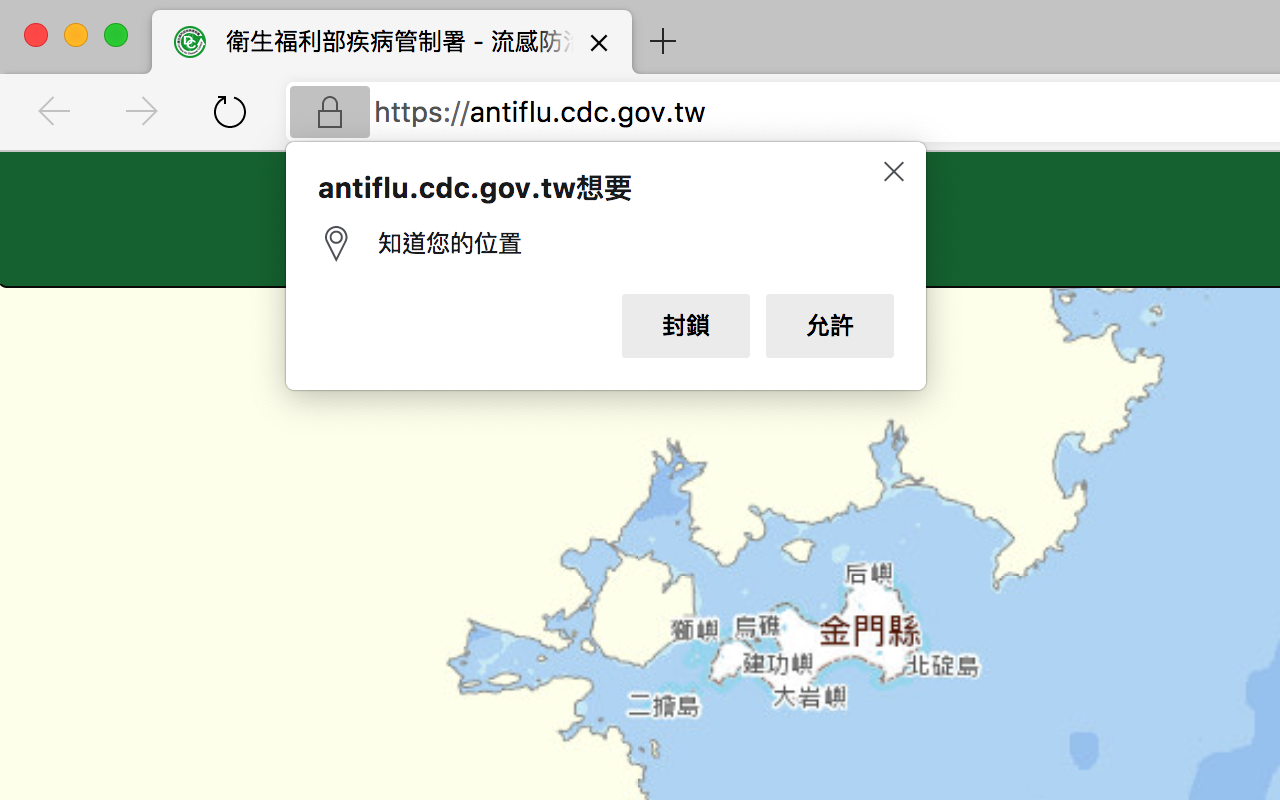 衛生福利部疾病管制署 - 流感防
https://antiflu.cdc.gov.tw
antiflu.cdc.gov.tw想要
知道您的位置
封鎖
允許
后嶼
獅嶼
烏礁
金門縣
建功嶼
北碇島
大岩嶼
二擔島